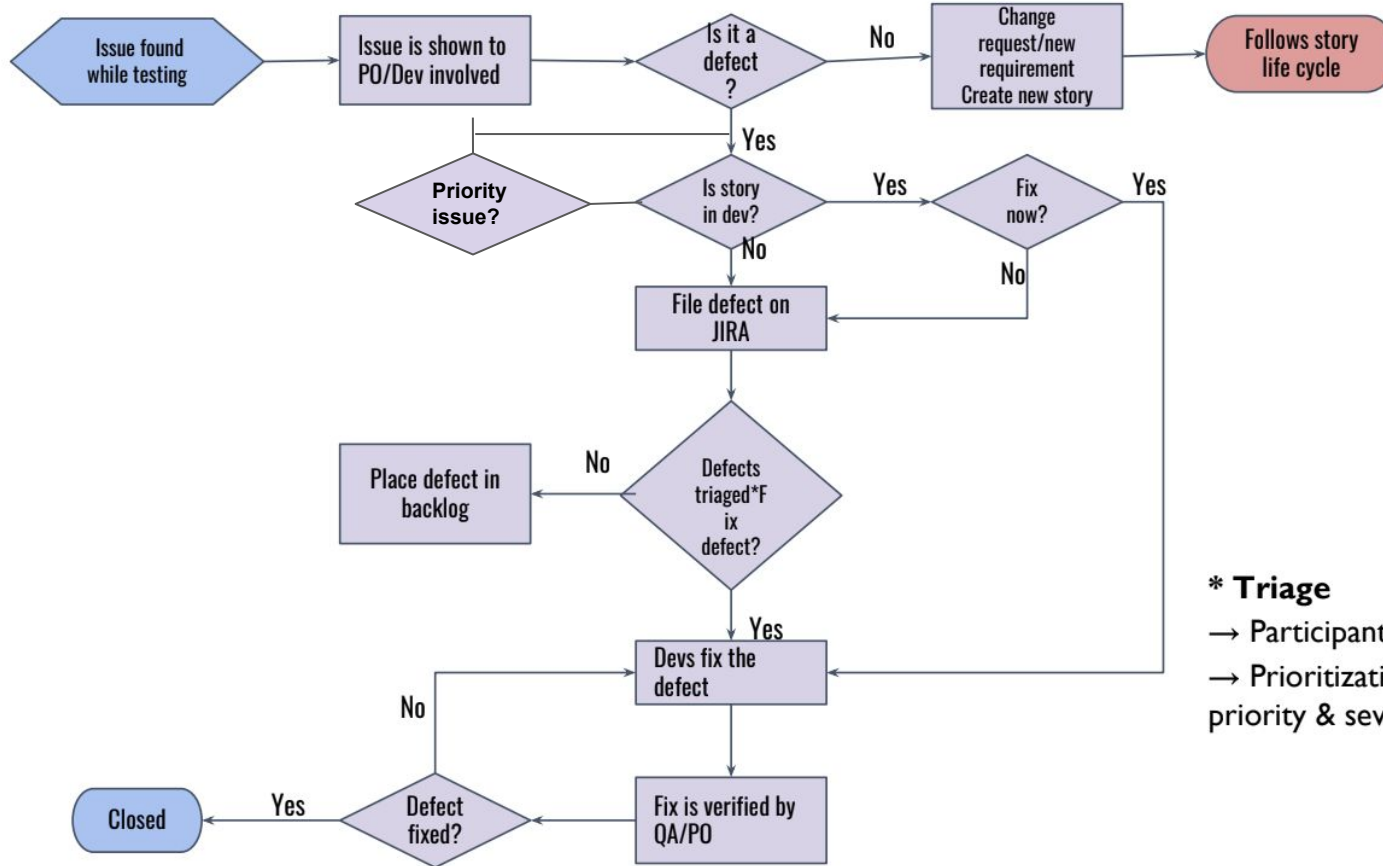 Issue found
while testing
Issue is shown to
PO/Dev involved
Is it a
defect
?
No
Change
request/new
requirement
Create new story
Follows story
life cycle
Yes
Priority
issue?
Is story
in dev?
Yes
Fix
now?
Yes
No
No
File defect on
JIRA
Place defect in
backlog
No
Defects
triaged*F
ix
defect?
* Triage
→ Participant
→ Prioritizati
priority & sev
Yes
Devs fix the
defect
No
Closed
Yes
Defect
fixed?
Fix is verified by
QA/PO